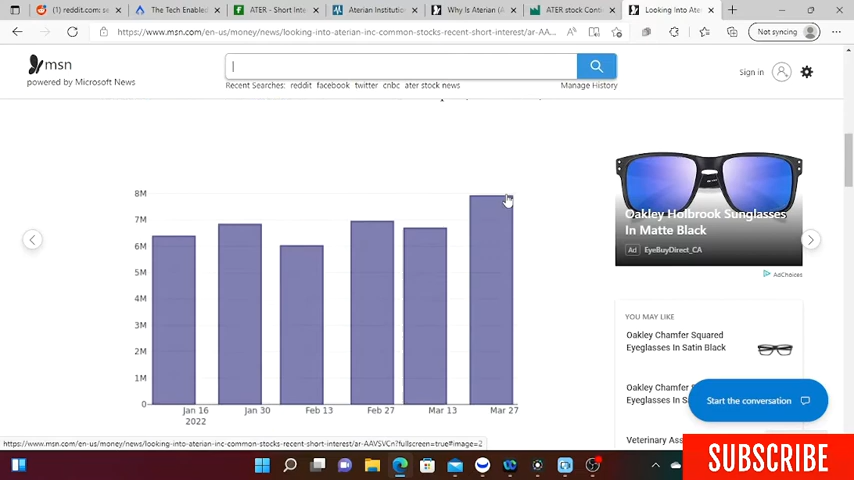 reddit.com: se
The Tech Enabled
ATER - Short Inte
Aterian Institution
Why Is Aterian (A
ATER stock Conti
Looking Into Ater
https://www.msn.com/en-us/money/news/looking-into-aterian-inc-common-stocks-recent-short-interest/ar-AA...
Not syncing
msn
powered by Microsoft News
Recent Searches: reddit facebook twitter cnbc ater stock news
Manage History
Sign in
8M
7M
6M
5M
4M
3M
2M
1M
0
Jan 16
2022
Jan 30
Feb 13
Feb 27
Mar 13
Mar 27
Oakley Holbrook Sunglasses
In Matte Black
Ad EyeBuyDirect_CA
AdChoices
YOU MAY LIKE
Oakley Chamfer Squared
Eyeglasses In Satin Black
Oakley Chamfer S
Eyeglasses
Veterinary Ass
Start the conversation
https://www.msn.com/en-us/money/news/looking-into-aterian-inc-common-stocks-recent-short-interest/ar-AAVSVCn?fullscreen=true#image=2
SUBSCRIBE